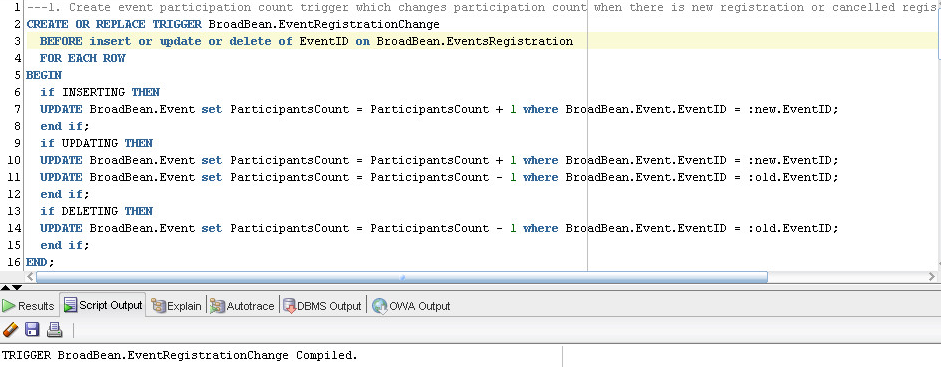 1 ---1. Create event participation count trigger which changes participation count when there is new registration or cancelled regis
2 CREATE OR REPLACE TRIGGER BroadBean.EventRegistrationChange
3 BEFORE insert or update or delete of EventID on BroadBean.EventsRegistration
4 FOR EACH ROW
5 BEGIN
6 if INSERTING THEN
7 UPDATE BroadBean.Event set ParticipantsCount = ParticipantsCount + 1 where BroadBean.Event.EventID = :new.EventID;
8 end if;
9 if UPDATING THEN
10 UPDATE BroadBean.Event set ParticipantsCount = ParticipantsCount + 1 where BroadBean.Event.EventID = :new.EventID;
11 UPDATE BroadBean.Event set ParticipantsCount = ParticipantsCount - 1 where BroadBean.Event.EventID = :old.EventID;
12 end if;
13 if DELETING THEN
14 UPDATE BroadBean.Event set ParticipantsCount = ParticipantsCount - 1 where BroadBean.Event.EventID = :old.EventID;
15 end if;
16 END;
Results Script Output Explain Autotrace DBMS Output OWA Output
TRIGGER BroadBean.EventRegistrationChange Compiled.